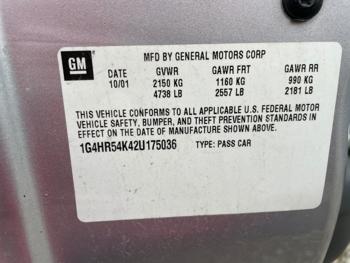 GM
MFD BY GENERAL MOTORS CORP
DATE GVWR GAWR FRT GAWR RR
10/01 2150 KG 1160 KG 990 KG
4738 LB 2557 LB 2181 LB
THIS VEHICLE CONFORMS TO ALL APPLICABLE U.S. FEDERAL MOTOR
VEHICLE SAFETY, BUMPER, AND THEFT PREVENTION STANDARDS IN
EFFECT ON THE DATE OF MANUFACTURE SHOWN ABOVE.
1G4HR54K42U175036 TYPE: PASS CAR